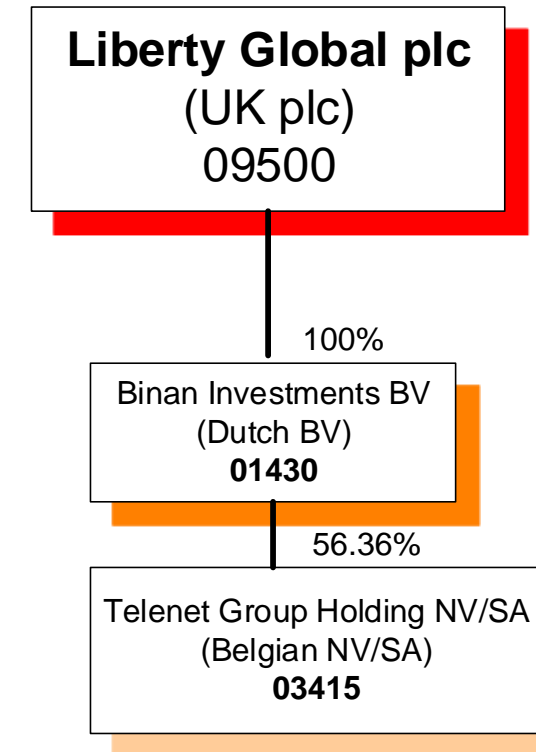 Liberty Global plc
(UK plc)
09500
100%
Binan Investments BV
(Dutch BV)
01430
56.36%
Telenet Group Holding NV/SA
(Belgian NV/SA)
03415